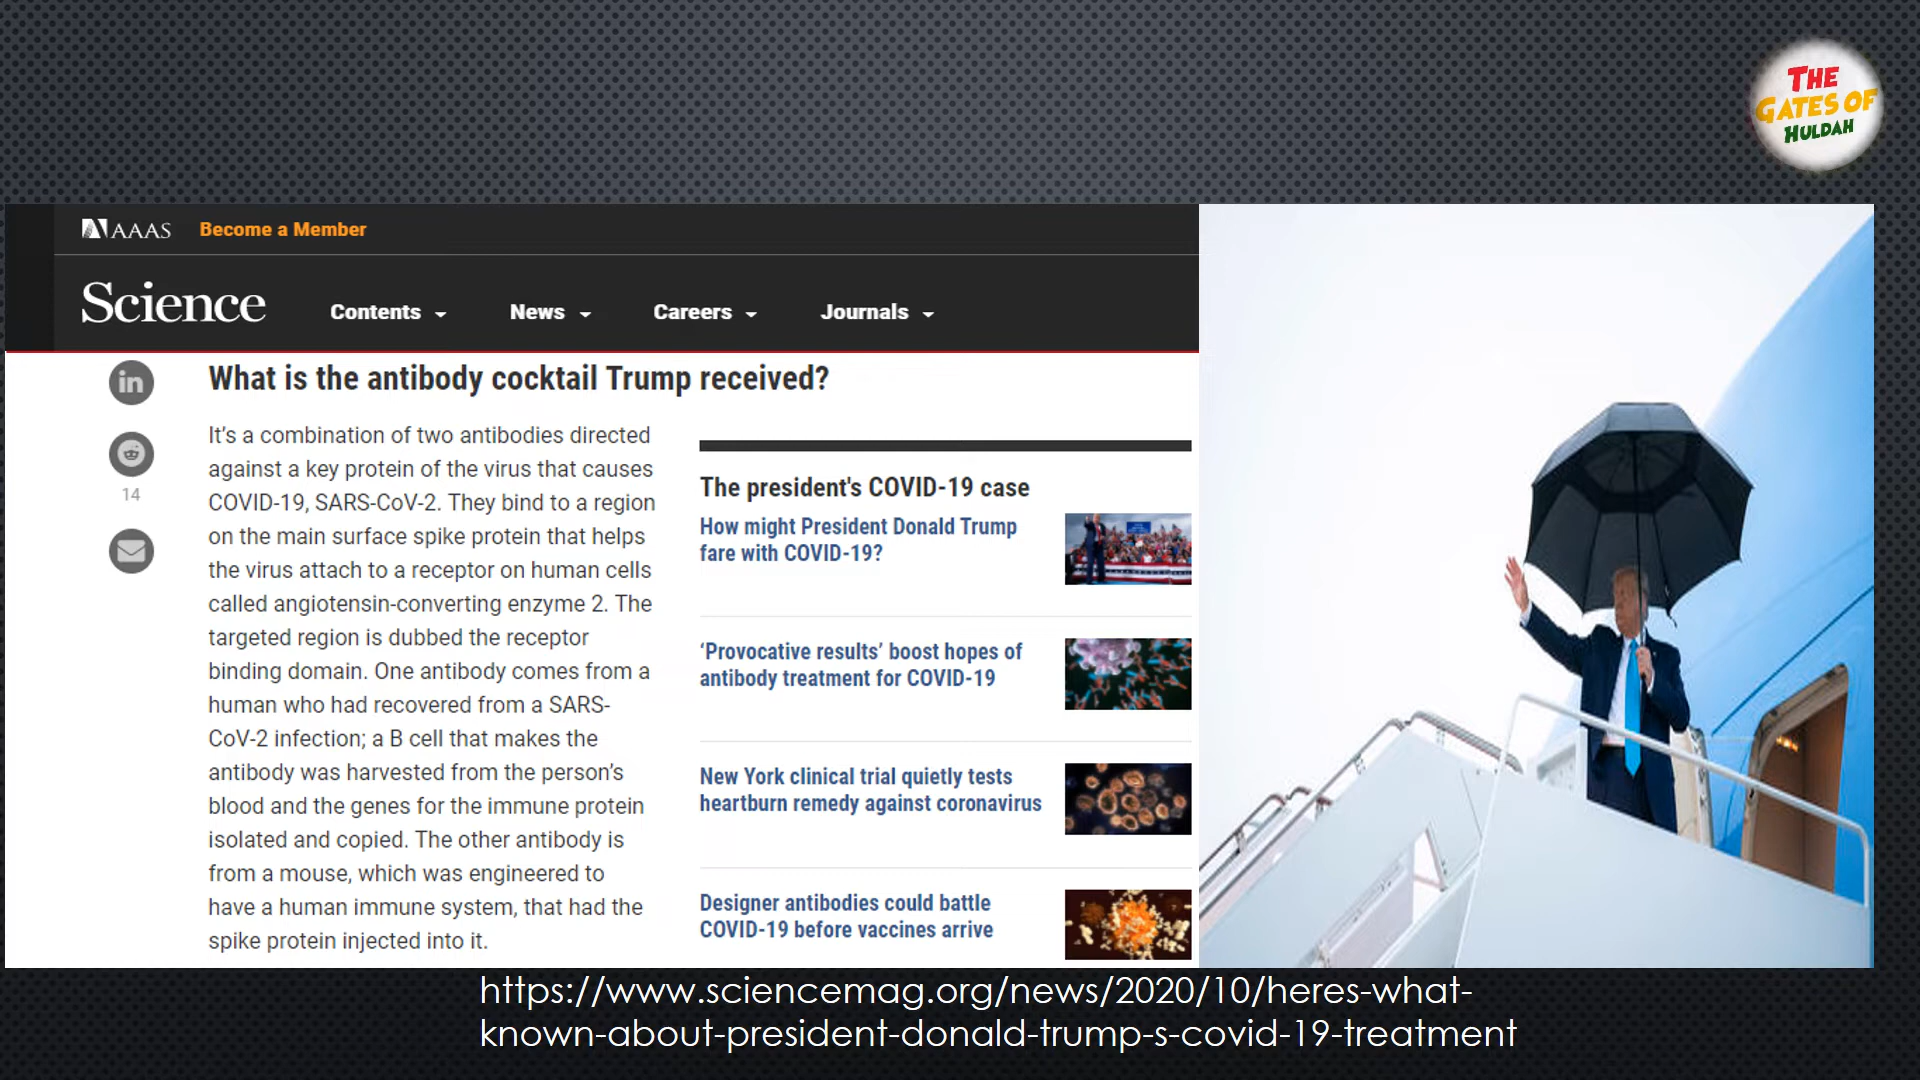 THE
GATES OF
HULDAH
AAAS
Become a Member
Science
Contents
News
Careers
Journals
in
14
What is the antibody cocktail Trump received?
It's a combination of two antibodies directed
against a key protein of the virus that causes
COVID-19, SARS-CoV-2. They bind to a region
on the main surface spike protein that helps
the virus attach to a receptor on human cells
called angiotensin-converting enzyme 2. The
targeted region is dubbed the receptor
binding domain. One antibody comes from a
human who had recovered from a SARS-
CoV-2 infection; a B cell that makes the
antibody was harvested from the person's
blood and the genes for the immune protein
isolated and copied. The other antibody is
from a mouse, which was engineered to
have a human immune system, that had the
spike protein injected into it.
The president's COVID-19 case
How might President Donald Trump
fare with COVID-19?
‘Provocative results’ boost hopes of
antibody treatment for COVID-19
New York clinical trial quietly tests
heartburn remedy against coronavirus
Designer antibodies could battle
COVID-19 before vaccines arrive
https://www.sciencemag.org/news/2020/10/heres-what-
known-about-president-donald-trump-s-covid-19-treatment